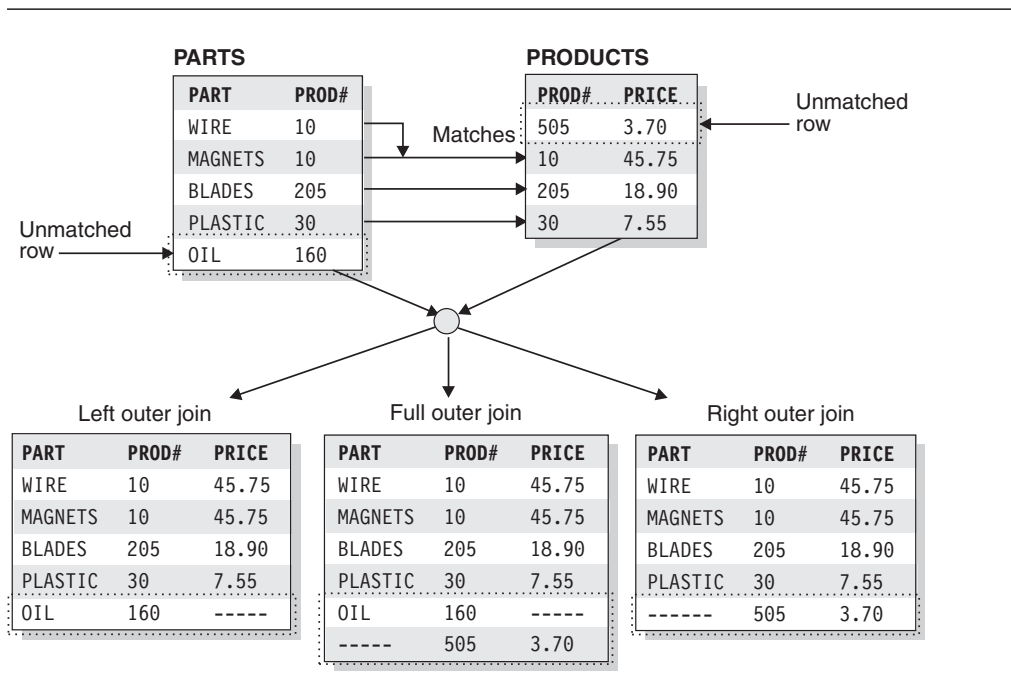 PARTS
PART PROD#
WIRE 10
MAGNETS 10
BLADES 205
PLASTIC 30
OIL 160
Unmatched
row
Matches
PRODUCTS
PROD# PRICE
505 3.70
10 45.75
205 18.90
30 7.55
Unmatched
row
Left outer join
PART PROD# PRICE
WIRE 10 45.75
MAGNETS 10 45.75
BLADES 205 18.90
PLASTIC 30 7.55
OIL 160 -----
Full outer join
PART PROD# PRICE
WIRE 10 45.75
MAGNETS 10 45.75
BLADES 205 18.90
PLASTIC 30 7.55
OIL 160 -----
----- 505 3.70
Right outer join
PART PROD# PRICE
WIRE 10 45.75
MAGNETS 10 45.75
BLADES 205 18.90
PLASTIC 30 7.55
------ 505 3.70